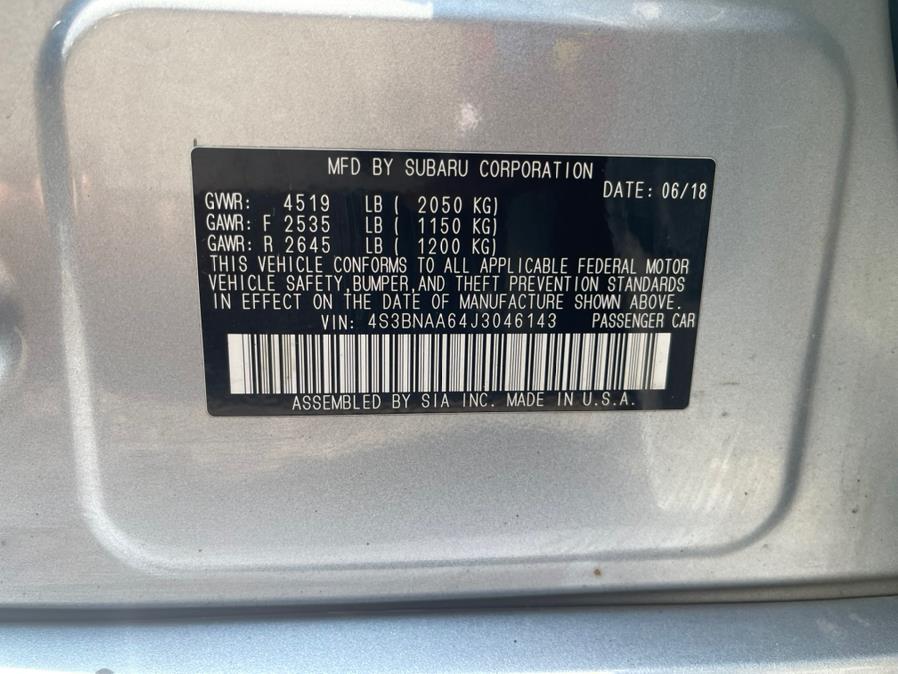 MFD BY SUBARU CORPORATION
DATE: 06/18
GVWR: 4519 LB ( 2050 KG)
GAWR: F 2535 LB ( 1150 KG)
GAWR: R 2645 LB ( 1200 KG)
THIS VEHICLE CONFORMS TO ALL APPLICABLE FEDERAL MOTOR
VEHICLE SAFETY,BUMPER,AND THEFT PREVENTION STANDARDS
IN EFFECT ON THE DATE OF MANUFACTURE SHOWN ABOVE.
VIN: 4S3BNAA64J3046143 PASSENGER CAR
ASSEMBLED BY SIA INC. MADE IN U.S.A.